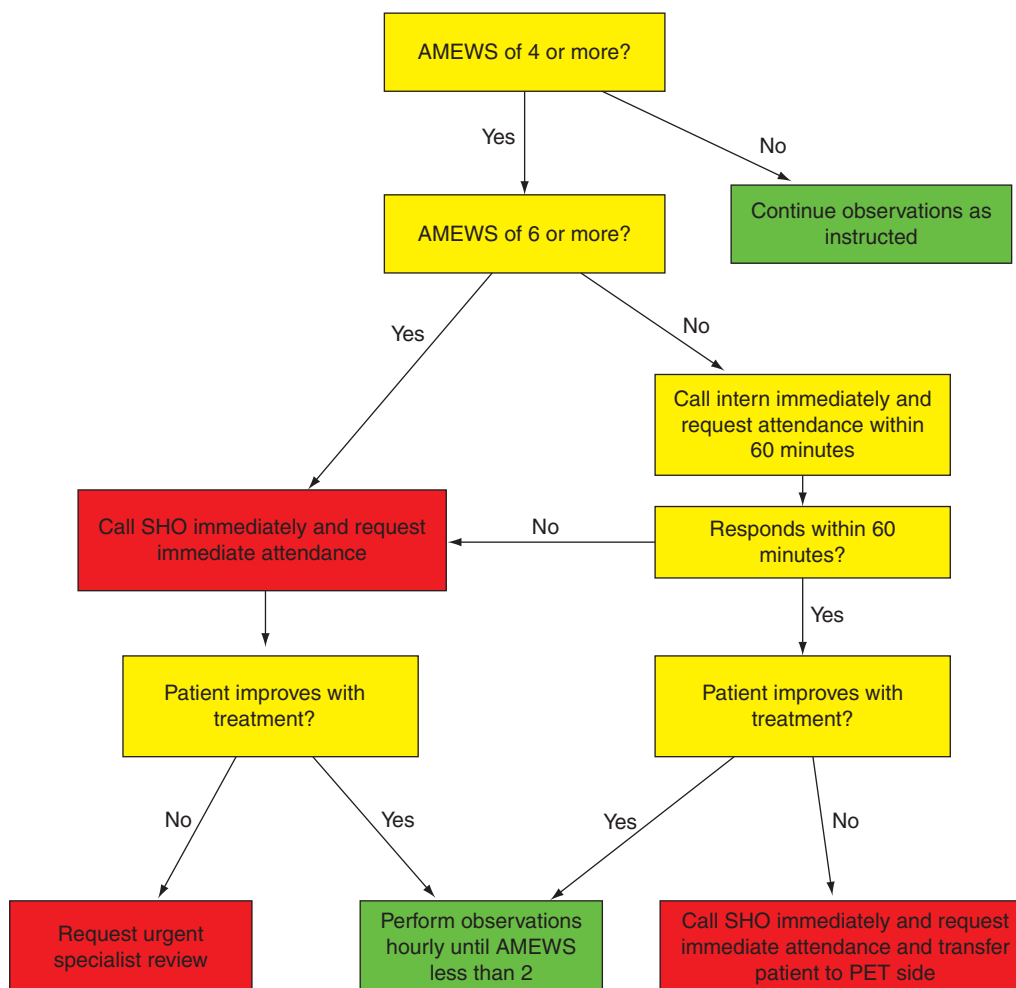 AMEWS of 4 or more?
Yes
No
Continue observations as
instructed
AMEWS of 6 or more?
Yes
No
Call intern immediately and
request attendance within
60 minutes
Call SHO immediately and request
immediate attendance
No
Responds within 60
minutes?
Yes
Patient improves with
treatment?
Patient improves with
treatment?
No
Yes
Yes
No
Request urgent
specialist review
Perform observations
hourly until AMEWS
less than 2
Call SHO immediately and request
immediate attendance and transfer
patient to PET side